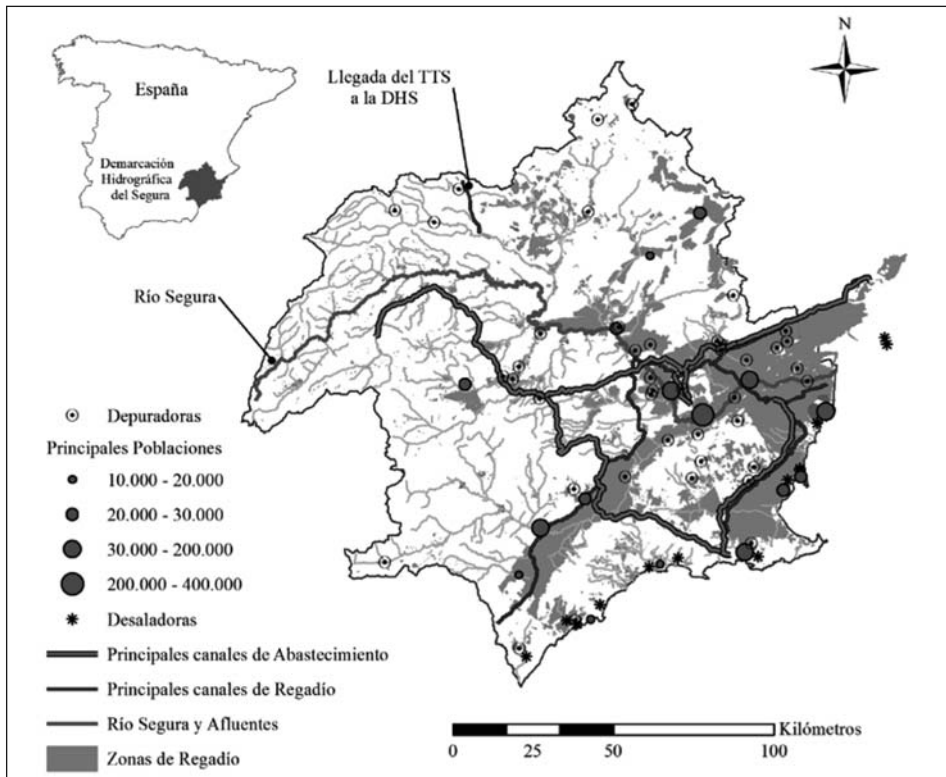 España
Demarcación
Hidrográfica
del Segura
Llegada del TTS
a la DHS
N
Río Segura
Depuradoras
Principales Poblaciones
10.000 - 20.000
20.000 - 30.000
30.000 - 200.000
200.000 - 400.000
Desaladoras
Principales canales de Abastecimiento
Principales canales de Regadío
Río Segura y Afluentes
Zonas de Regadío
Kilómetros
0 25 50 100